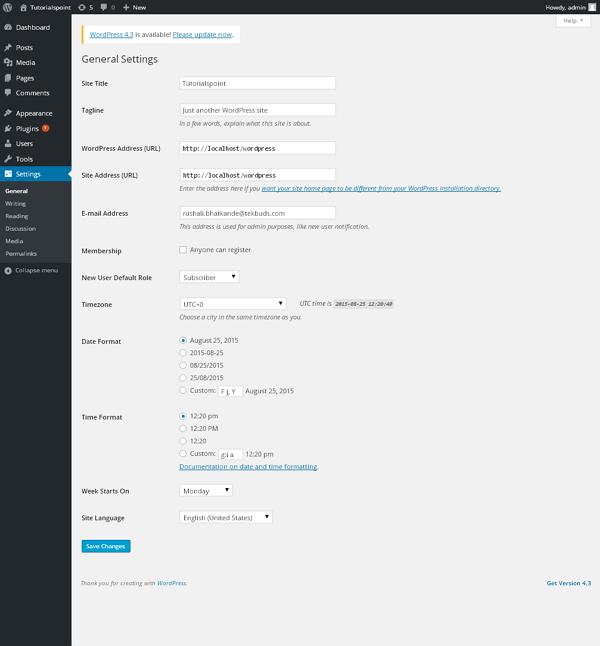 Tutorialspoint 5 0 New Howdy, admin
Help
Dashboard
Posts
Media
Pages
Comments
Appearance
Plugins 1
Users
Tools
Settings
General
Writing
Reading
Discussion
Media
Permalinks
Collapse menu
WordPress 4.3 is available! Please update now.
General Settings
Site Title Tutorialspoint
Tagline Just another WordPress site
In a few words, explain what this site is about.
WordPress Address (URL) http://localhost/wordpress
Site Address (URL) http://localhost/wordpress
Enter the address here if you want your site home page to be different from your WordPress installation directory.
E-mail Address rushali.bhatkande@tekbuds.com
This address is used for admin purposes, like new user notification.
Membership Anyone can register
New User Default Role Subscriber
Timezone UTC+0 UTC time is 2015-08-25 12:20:40
Choose a city in the same timezone as you.
Date Format August 25, 2015
2015-08-25
08/25/2015
25/08/2015
Custom: F j, Y August 25, 2015
Time Format 12:20 pm
12:20 PM
12:20
Custom: g:i a 12:20 pm
Documentation on date and time formatting.
Week Starts On Monday
Site Language English (United States)
Save Changes
Thank you for creating with WordPress. Get Version 4.3